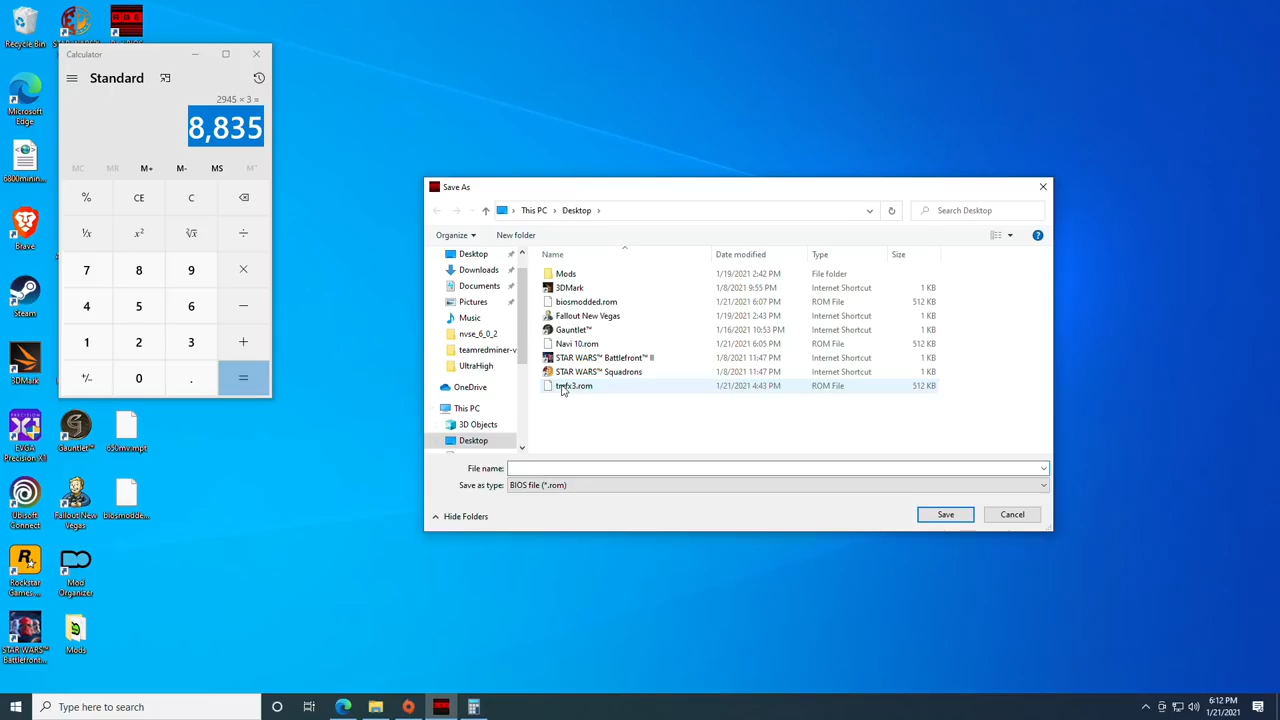 Recycle Bin
Microsoft
Edge
6800minin...
Brave
Steam
3DMark
EVGA
Precision X1
Gauntlet™
650mv.mpt
Ubisoft
Connect
Fallout New
Vegas
biosmodde...
Rockstar
Games...
Mod
Organizer
STAR WARS™
Battlefront...
Mods
Calculator
Standard
2945 × 3 =
8,835
MC MR M+ M- MS M˅
% CE C
¹/x x² ²√x ÷
7 8 9 ×
4 5 6 −
1 2 3 +
+/- 0 . =
Save As
This PC › Desktop ›
Search Desktop
Organize
New folder
Desktop
Downloads
Documents
Pictures
Music
nvse_6_0_2
teamredminer-v
UltraHigh
OneDrive
This PC
3D Objects
Desktop
Name Date modified Type Size
Mods 1/19/2021 2:42 PM File folder
3DMark 1/8/2021 9:55 PM Internet Shortcut 1 KB
biosmodded.rom 1/21/2021 6:07 PM ROM File 512 KB
Fallout New Vegas 1/19/2021 2:43 PM Internet Shortcut 1 KB
Gauntlet™ 1/16/2021 10:53 PM Internet Shortcut 1 KB
Navi 10.rom 1/21/2021 6:05 PM ROM File 512 KB
STAR WARS™ Battlefront™ II 1/8/2021 11:47 PM Internet Shortcut 1 KB
STAR WARS™ Squadrons 1/8/2021 11:47 PM Internet Shortcut 1 KB
1/21/2021 4:43 PM ROM File 512 KB
File name:
Save as type: BIOS file (*.rom)
Hide Folders
Save
Cancel
Type here to search
6:12 PM
1/21/2021